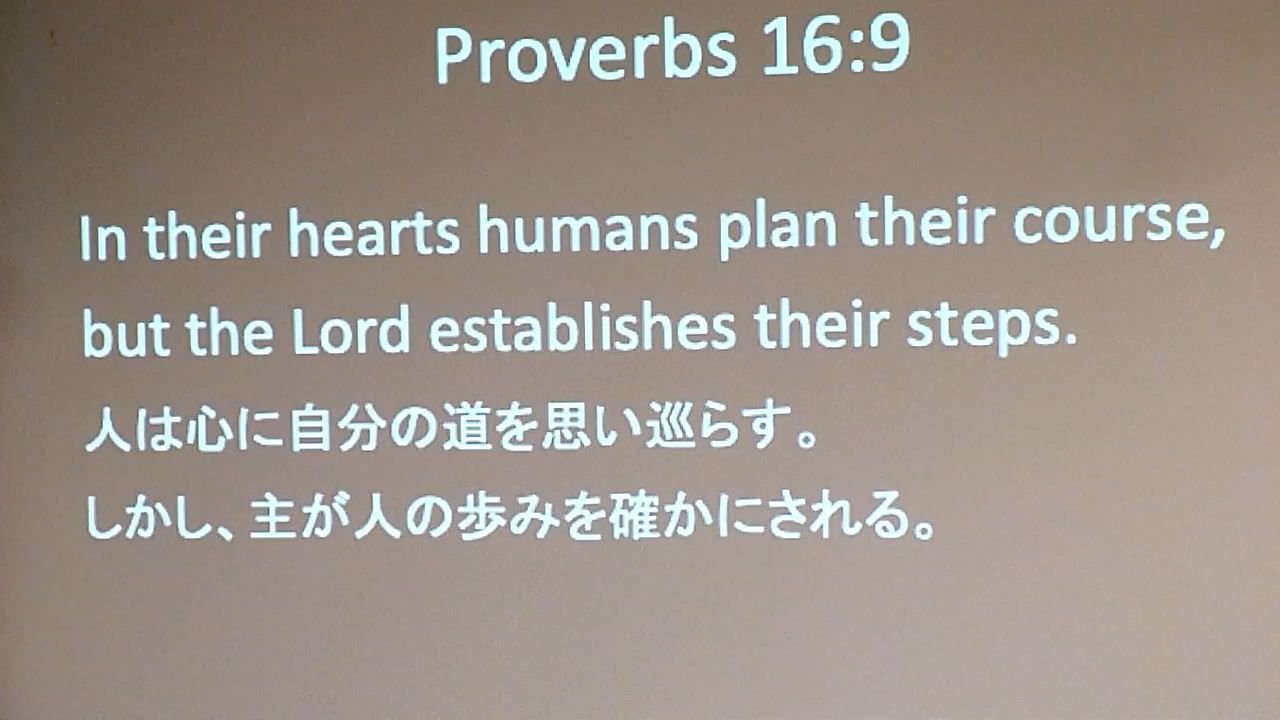 Proverbs 16:9
In their hearts humans plan their course,
but the Lord establishes their steps.
人は心に自分の道を思い巡らす。
しかし、主が人の歩みを確かにされる。